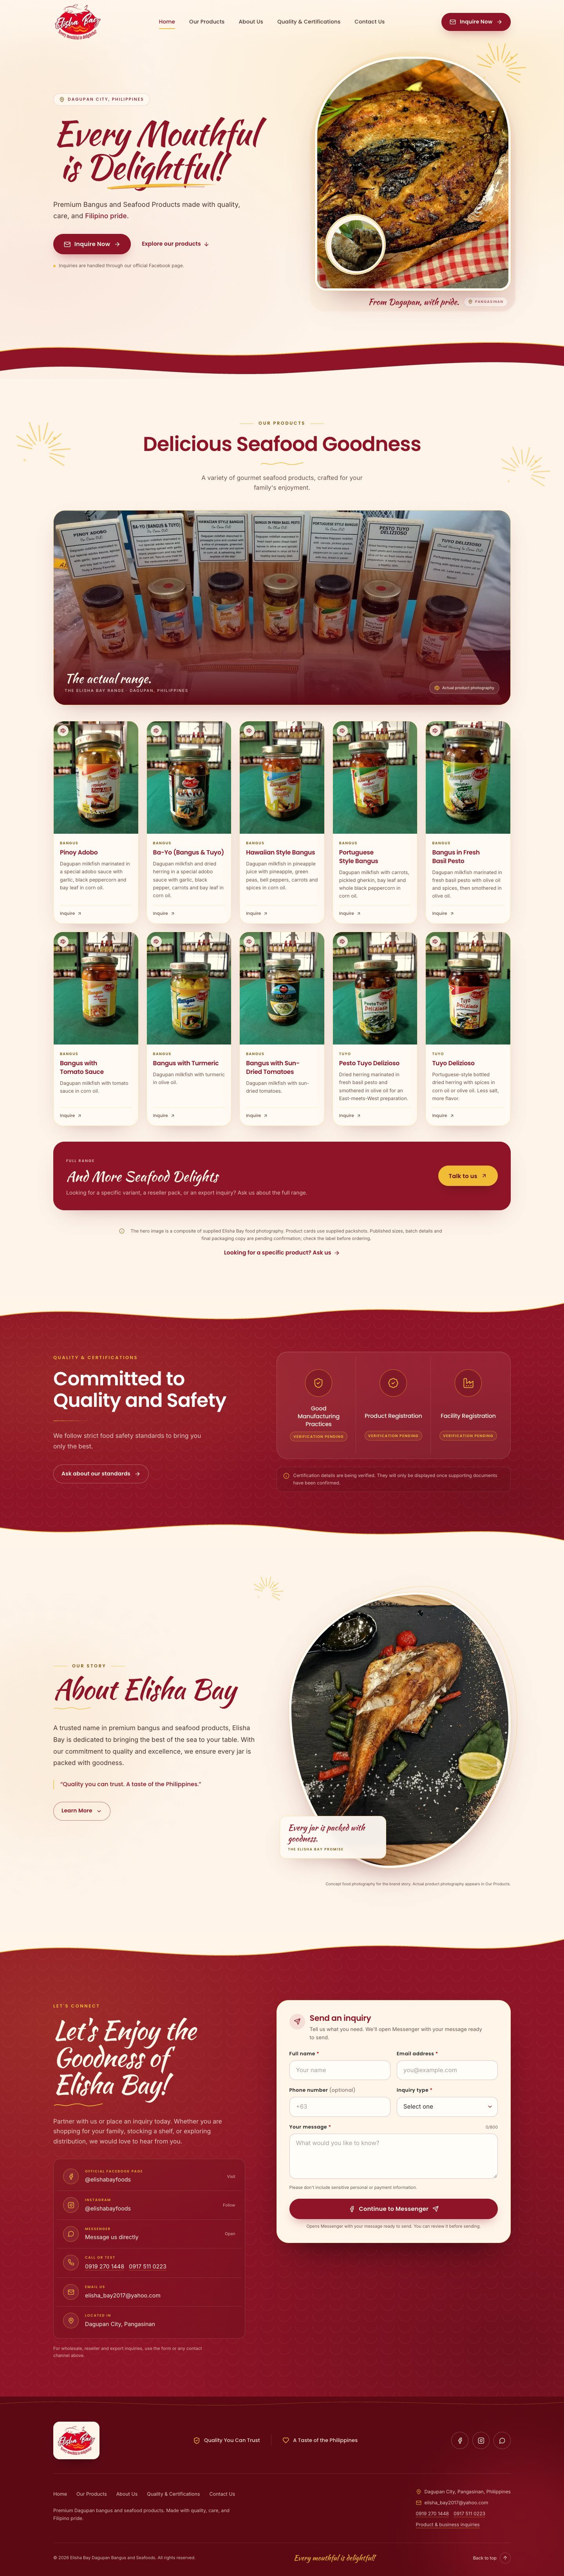 Elisha Bay
Every mouthful is delightful!
Home
Our Products
About Us
Quality & Certifications
Contact Us
Inquire Now
DAGUPAN CITY, PHILIPPINES
Every Mouthful
is Delightful!
Premium Bangus and Seafood Products made with quality,
care, and Filipino pride.
Inquire Now
Explore our products
Inquiries are handled through our official Facebook page.
From Dagupan, with pride.
PANGASINAN
OUR PRODUCTS
Delicious Seafood Goodness
A variety of gourmet seafood products, crafted for your
family's enjoyment.
PINOY ADOBO
BA-YO (BANGUS & TUYO)
HAWAIIAN STYLE BANGUS
BANGUS IN FRESH BASIL PESTO
PORTUGUESE STYLE BANGUS
PESTO TUYO DELIZIOSO
TUYO DELIZIOSO
The actual range.
THE ELISHA BAY RANGE · DAGUPAN, PHILIPPINES
Actual product photography
BANGUS
Pinoy Adobo
Dagupan milkfish marinated in
a special adobo sauce with
garlic, black peppercorn and
bay leaf in corn oil.
Inquire
BANGUS
Ba-Yo (Bangus & Tuyo)
Dagupan milkfish and dried
herring in a special adobo
sauce with garlic, black
pepper, carrots and bay leaf in
corn oil.
Inquire
BANGUS
Hawaiian Style Bangus
Dagupan milkfish in pineapple
juice with pineapple, green
peas, bell peppers, carrots and
spices in corn oil.
Inquire
BANGUS
Portuguese
Style Bangus
Dagupan milkfish with carrots,
pickled gherkin, bay leaf and
whole black peppercorn in
corn oil.
Inquire
BANGUS
Bangus in Fresh
Basil Pesto
Dagupan milkfish marinated in
fresh basil pesto with olive oil
and spices, then smothered in
olive oil.
Inquire
BANGUS
Bangus with
Tomato Sauce
Dagupan milkfish with tomato
sauce in corn oil.
Inquire
BANGUS
Bangus with Turmeric
Dagupan milkfish with turmeric
in olive oil.
Inquire
BANGUS
Bangus with Sun-
Dried Tomatoes
Dagupan milkfish with sun-
dried tomatoes.
Inquire
TUYO
Pesto Tuyo Delizioso
Dried herring marinated in
fresh basil pesto and
smothered in olive oil for an
East-meets-West preparation.
Inquire
TUYO
Tuyo Delizioso
Portuguese-style bottled
dried herring with spices in
corn oil or olive oil. Less salt,
more flavor.
Inquire
FULL RANGE
And More Seafood Delights
Looking for a specific variant, a reseller pack, or an export inquiry? Ask us about the full range.
Talk to us
The hero image is a composite of supplied Elisha Bay food photography. Product cards use supplied packshots. Published sizes, batch details and
final packaging copy are pending confirmation; check the label before ordering.
Looking for a specific product? Ask us
QUALITY & CERTIFICATIONS
Committed to
Quality and Safety
We follow strict food safety standards to bring you
only the best.
Ask about our standards
Good
Manufacturing
Practices
VERIFICATION PENDING
Product Registration
VERIFICATION PENDING
Facility Registration
VERIFICATION PENDING
Certification details are being verified. They will only be displayed once supporting documents
have been confirmed.
OUR STORY
About Elisha Bay
A trusted name in premium bangus and seafood products, Elisha
Bay is dedicated to bringing the best of the sea to your table. With
our commitment to quality and excellence, we ensure every jar is
packed with goodness.
"Quality you can trust. A taste of the Philippines."
Learn More
Every jar is packed with
goodness.
THE ELISHA BAY PROMISE
Concept food photography for the brand story. Actual product photography appears in Our Products.
LET'S CONNECT
Let's Enjoy the
Goodness of
Elisha Bay!
Partner with us or place an inquiry today. Whether you are
shopping for your family, stocking a shelf, or exploring
distribution, we would love to hear from you.
OFFICIAL FACEBOOK PAGE
@elishabayfoods
Visit
INSTAGRAM
@elishabayfoods
Follow
MESSENGER
Message us directly
Open
CALL OR TEXT
0919 270 1448 0917 511 0223
EMAIL US
elisha_bay2017@yahoo.com
LOCATED IN
Dagupan City, Pangasinan
For wholesale, reseller and export inquiries, use the form or any contact
channel above.
Send an inquiry
Tell us what you need. We'll open Messenger with your message ready
to send.
Full name *
Your name
Email address *
you@example.com
Phone number (optional)
+63
Inquiry type *
Select one
Your message *
0/800
What would you like to know?
Please don't include sensitive personal or payment information.
Continue to Messenger
Opens Messenger with your message ready to send. You can review it before sending.
Elisha Bay
Every mouthful is delightful!
Quality You Can Trust
A Taste of the Philippines
Home
Our Products
About Us
Quality & Certifications
Contact Us
Premium Dagupan bangus and seafood products. Made with quality, care, and
Filipino pride.
Dagupan City, Pangasinan, Philippines
elisha_bay2017@yahoo.com
0919 270 1448 0917 511 0223
Product & business inquiries
© 2026 Elisha Bay Dagupan Bangus and Seafoods. All rights reserved.
Every mouthful is delightful!
Back to top